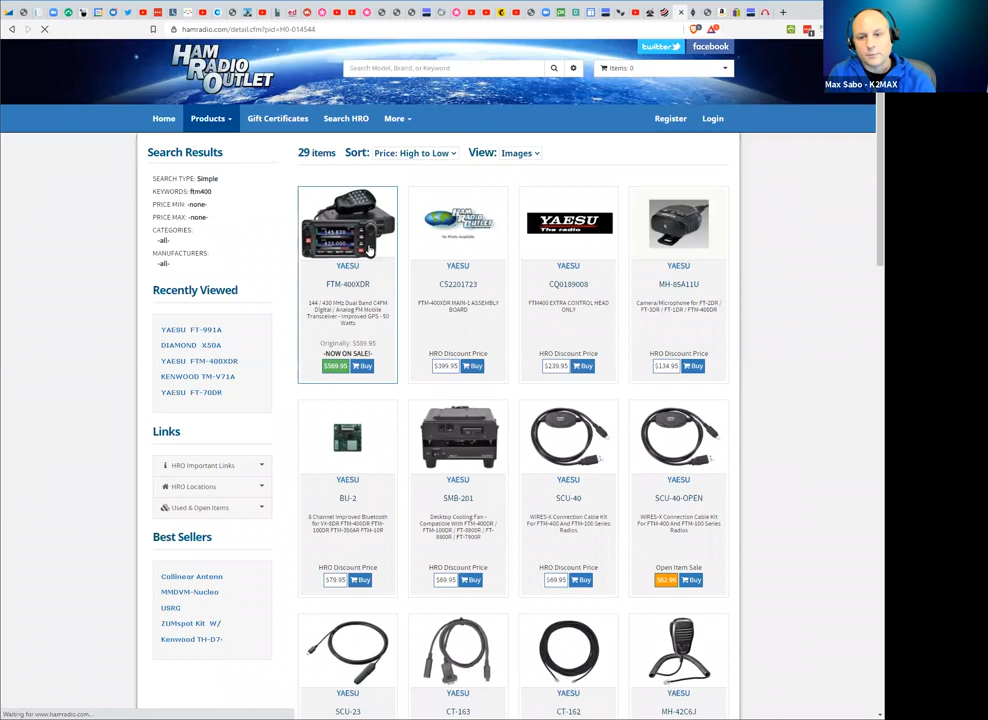 hamradio.com/detail.cfm?pid=H0-014544
HAM
RADIO
OUTLET
twitter
facebook
Search Model, Brand, or Keyword
Items: 0
Max Sabo - K2MAX
Home
Products
Gift Certificates
Search HRO
More
Register
Login
Search Results
29 items
Sort: Price: High to Low
View: Images
SEARCH TYPE: Simple
KEYWORDS: ftm400
PRICE MIN: -none-
PRICE MAX: -none-
CATEGORIES:
-all-
MANUFACTURERS:
-all-
Recently Viewed
YAESU FT-991A
DIAMOND X50A
YAESU FTM-400XDR
KENWOOD TM-V71A
YAESU FT-70DR
Links
HRO Important Links
HRO Locations
Used & Open Items
Best Sellers
Collinear Antenn
MMDVM-Nucleo
USRG
ZUMspot Kit W/
Kenwood TH-D7-
YAESU
FTM-400XDR
144 / 430 MHz Dual Band C4FM
Digital / Analog FM Mobile
Transceiver - Improved GPS - 50
Watts
Originally: $589.95
-NOW ON SALE!-
$569.95
Buy
HAM RADIO
OUTLET
No Photo Available
YAESU
CS2201723
FTM-400XDR MAIN-1 ASSEMBLY
BOARD
HRO Discount Price
$399.95
Buy
YAESU
The radio
YAESU
CQ0189008
FTM400 EXTRA CONTROL HEAD
ONLY
HRO Discount Price
$239.95
Buy
YAESU
MH-85A11U
Camera/Microphone for FT-2DR /
FT-3DR / FT-1DR / FTM-400DR
HRO Discount Price
$134.95
Buy
YAESU
BU-2
8 Channel Improved Bluetooth
for VX-8DR FTM-400DR FTM-
100DR FTM-350AR FTM-10R
HRO Discount Price
$79.95
Buy
YAESU
SMB-201
Desktop Cooling Fan -
Compatible With FTM-400DR /
FTM-100DR / FT-8900R / FT-
8800R / FT-7900R
HRO Discount Price
$69.95
Buy
YAESU
SCU-40
WIRES-X Connection Cable Kit
For FTM-400 And FTM-100 Series
Radios
HRO Discount Price
$69.95
Buy
YAESU
SCU-40-OPEN
WIRES-X Connection Cable Kit
For FTM-400 And FTM-100 Series
Radios
Open Item Sale
$62.96
Buy
YAESU
SCU-23
YAESU
CT-163
YAESU
CT-162
YAESU
MH-42C6J
Waiting for www.hamradio.com...